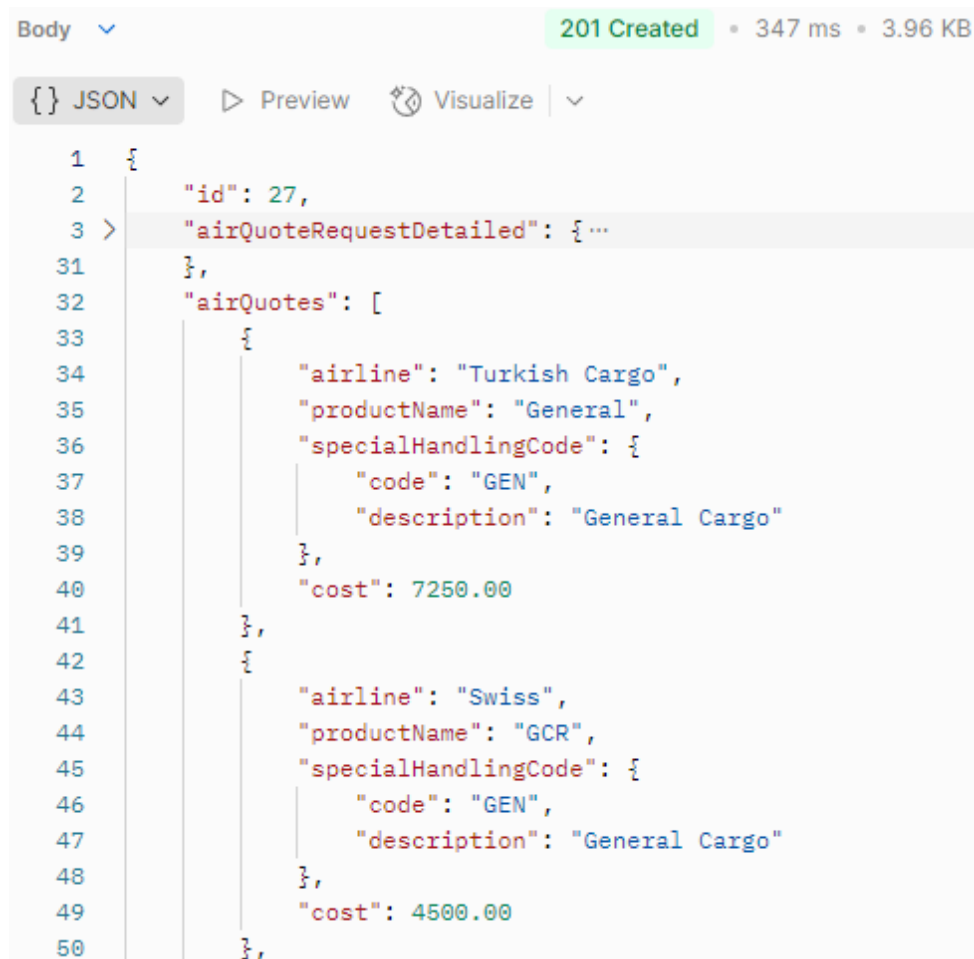 Body 201 Created • 347 ms • 3.96 KB
{} JSON Preview Visualize
1 {
2 "id": 27,
3 "airQuoteRequestDetailed": { ...
31 },
32 "airQuotes": [
33 {
34 "airline": "Turkish Cargo",
35 "productName": "General",
36 "specialHandlingCode": {
37 "code": "GEN",
38 "description": "General Cargo"
39 },
40 "cost": 7250.00
41 },
42 {
43 "airline": "Swiss",
44 "productName": "GCR",
45 "specialHandlingCode": {
46 "code": "GEN",
47 "description": "General Cargo"
48 },
49 "cost": 4500.00
50 },